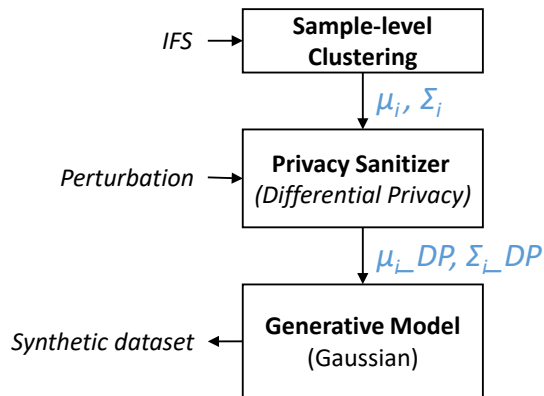 IFS
Sample-level
Clustering
μi, Σi
Perturbation
Privacy Sanitizer
(Differential Privacy)
μi_DP, Σi_DP
Synthetic dataset
Generative Model
(Gaussian)